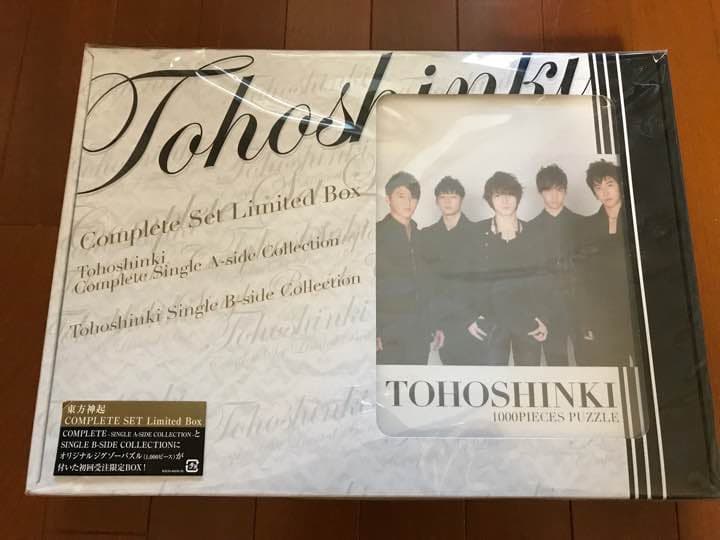 Tohoshinki
Complete Set Limited Box
Tohoshinki
Complete Single A-side Collection
Tohoshinki Single B-side Collection
TOHOSHINKI
1000PIECES PUZZLE
東方神起
COMPLETE SET Limited Box
COMPLETE -SINGLE A-SIDE COLLECTION-と
SINGLE B-SIDE COLLECTIONに
オリジナルジグソーパズル(1,000ピース)が
付いた初回受注限定BOX!